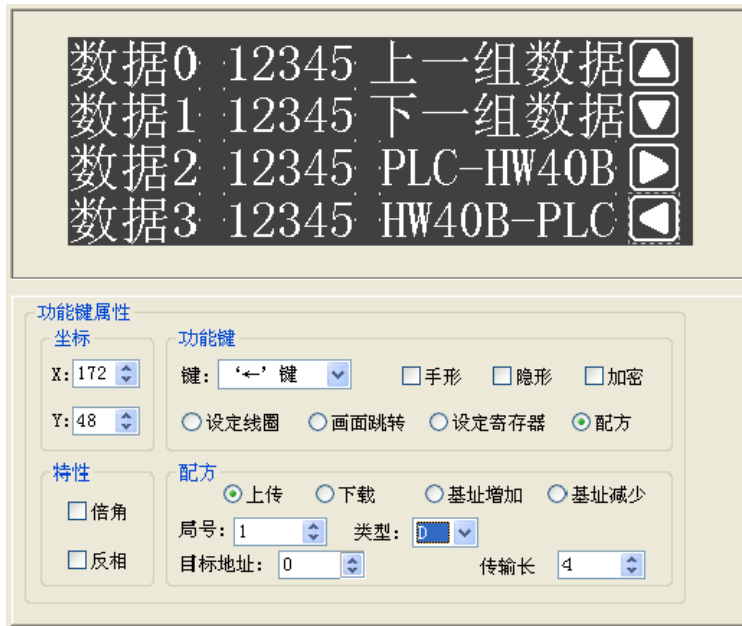 数据0 12345 上一组数据
数据1 12345 下一组数据
数据2 12345 PLC-HW40B
数据3 12345 HW40B-PLC
功能键属性
坐标
X: 172
Y: 48
功能键
键: ‘←’键
手形 隐形 加密
设定线圈 画面跳转 设定寄存器 配方
特性
倍角
反相
配方
上传 下载 基址增加 基址减少
局号: 1 类型: D
目标地址: 0 传输长 4